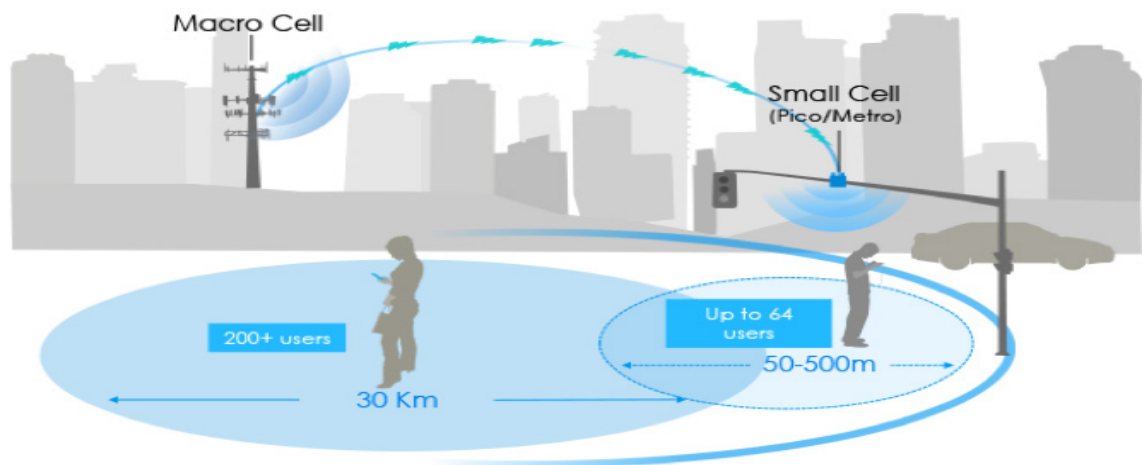 Macro Cell
Small Cell
(Pico/Metro)
200+ users
Up to 64
users
50-500m
30 Km